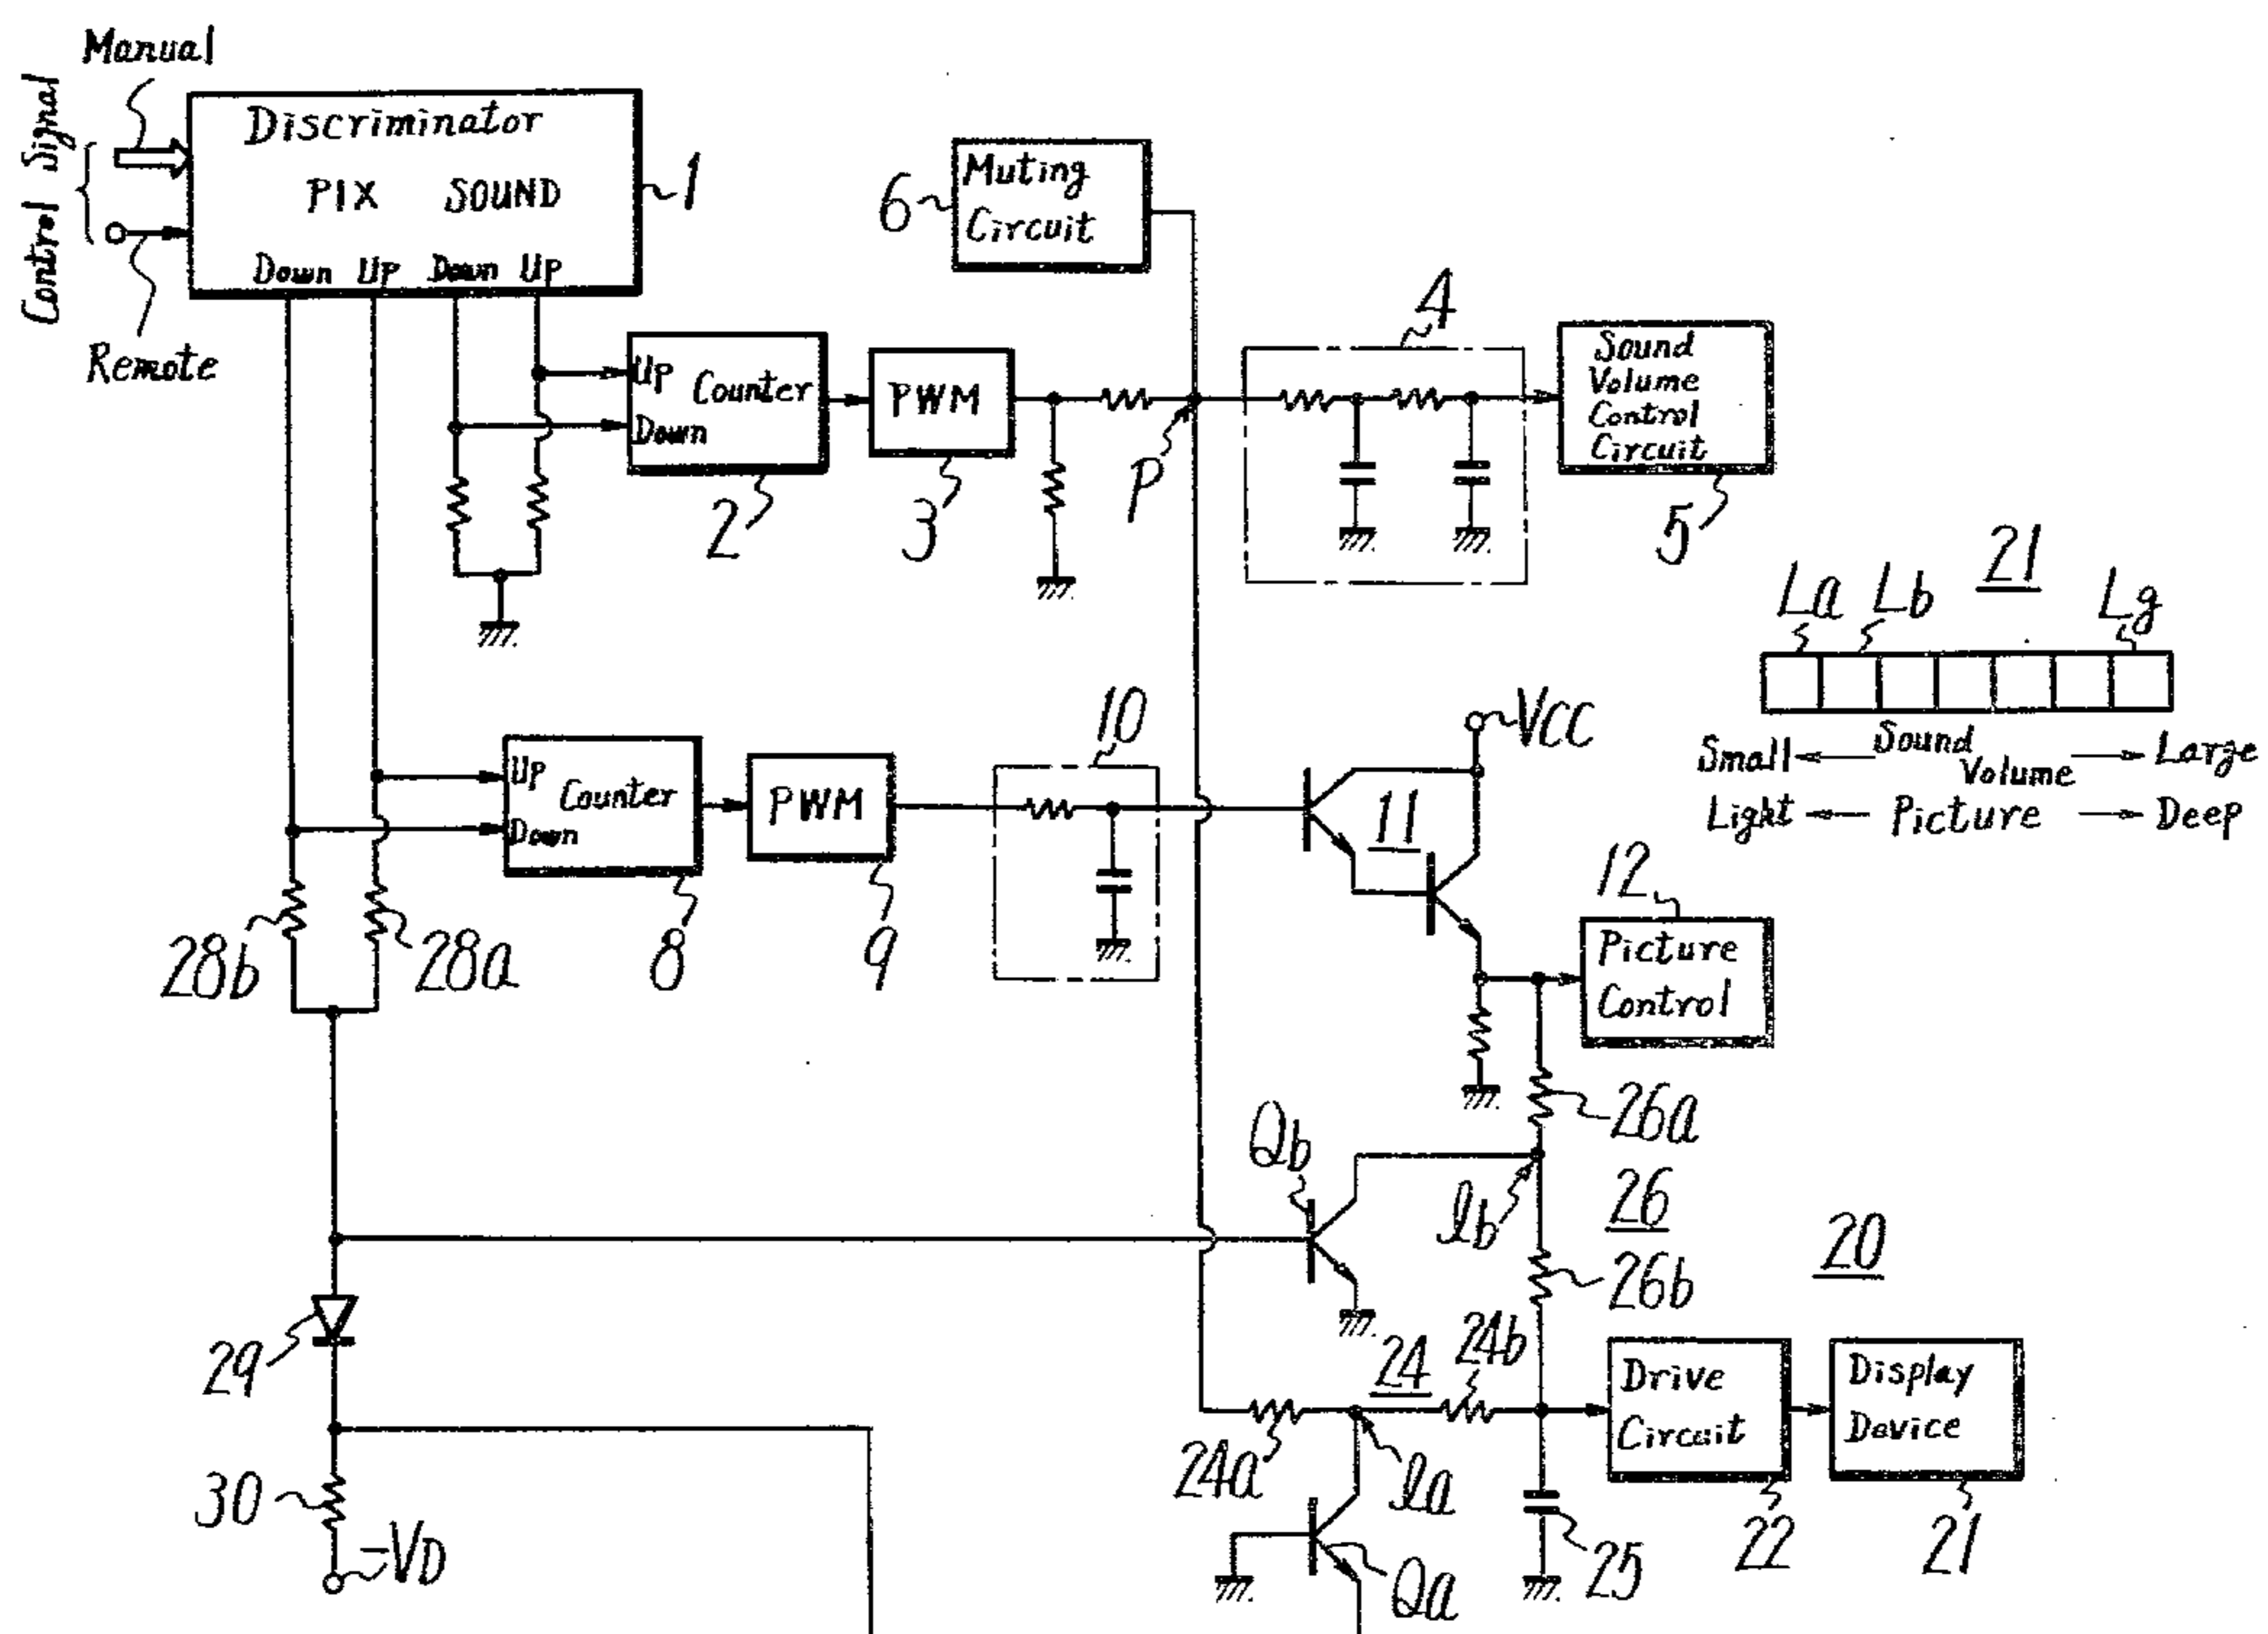 Manual
Control Signal
Remote
Discriminator
PIX SOUND
Down Up Down Up
1
6
Muting
Circuit
4
Up
Down
Counter
2
PWM
3
P
Sound
Volume
Control
Circuit
5
21
La Lb Lg
Small Sound Volume Large
Light Picture Deep
10
VCC
Up
Down
Counter
8
PWM
9
11
12
Picture
Control
28b
28a
26a
Qb
26
26b
20
29
24
24b
Drive
Circuit
Display
Device
24a
30
-VD
25
22
21
Qa